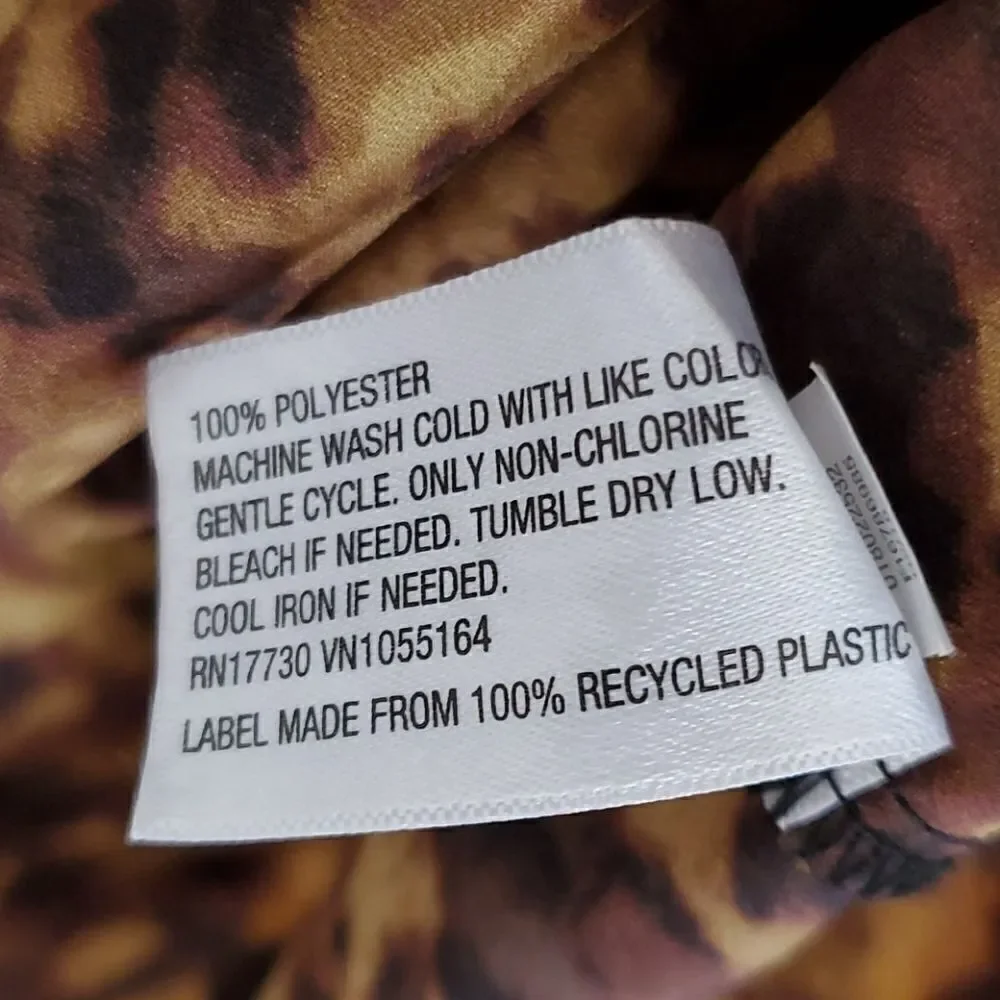 100% POLYESTER
MACHINE WASH COLD WITH LIKE COLOR
GENTLE CYCLE. ONLY NON-CHLORINE
BLEACH IF NEEDED. TUMBLE DRY LOW.
COOL IRON IF NEEDED.
RN17730 VN1055164
LABEL MADE FROM 100% RECYCLED PLASTIC